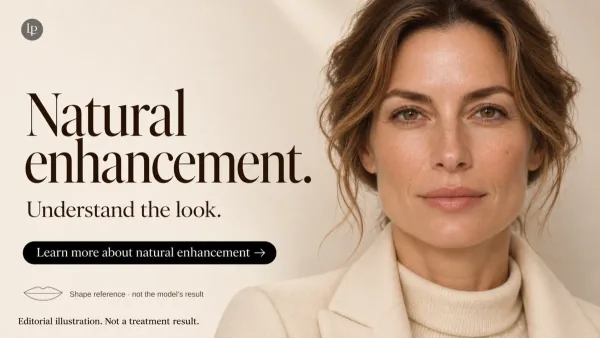 lp
Natural
enhancement.
Understand the look.
Learn more about natural enhancement →
Shape reference - not the model's result
Editorial illustration. Not a treatment result.